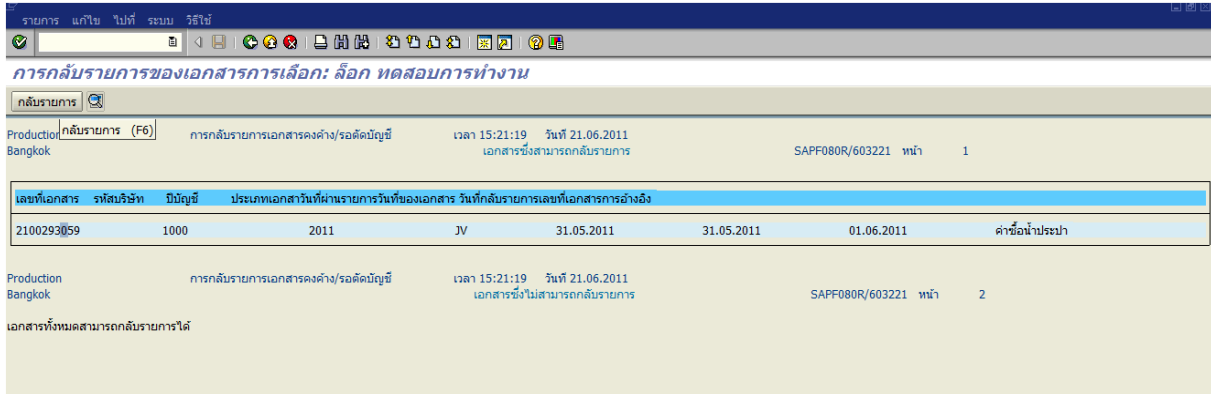 รายการ แก้ไข ไปที่ ระบบ วิธีใช้
การกลับรายการของเอกสารการเลือก: ล็อก ทดสอบการทำงาน
กลับรายการ
กลับรายการ (F6)
Production การกลับรายการเอกสารคงค้าง/รอตัดบัญชี เวลา 15:21:19 วันที่ 21.06.2011
Bangkok เอกสารซึ่งสามารถกลับรายการ SAPF080R/603221 หน้า 1
เลขที่เอกสาร รหัสบริษัท ปีบัญชี ประเภทเอกสาวันที่ผ่านรายการวันที่ของเอกสาร วันที่กลับรายการเลขที่เอกสารการอ้างอิง
2100293059 1000 2011 JV 31.05.2011 31.05.2011 01.06.2011 ค่าซื้อน้ำประปา
Production การกลับรายการเอกสารคงค้าง/รอตัดบัญชี เวลา 15:21:19 วันที่ 21.06.2011
Bangkok เอกสารซึ่งไม่สามารถกลับรายการ SAPF080R/603221 หน้า 2
เอกสารทั้งหมดสามารถกลับรายการได้